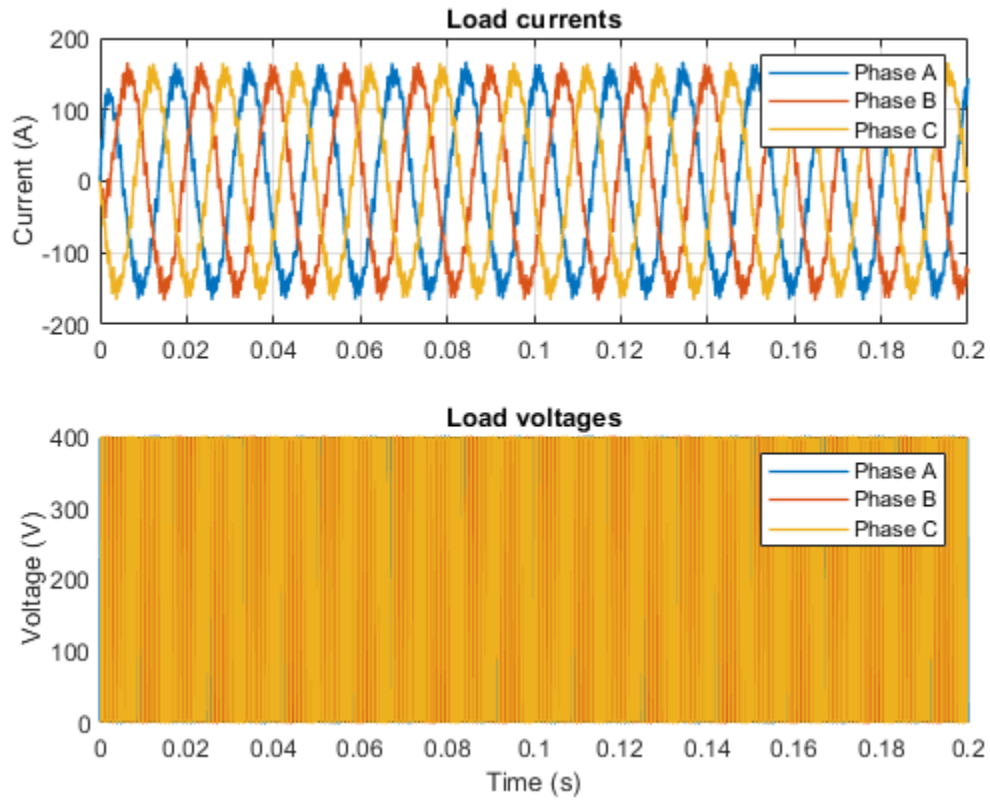 Load currents
200
100
0
-100
-200
Current (A)
Phase A
Phase B
Phase C
0 0.02 0.04 0.06 0.08 0.1 0.12 0.14 0.16 0.18 0.2
Load voltages
400
300
200
100
0
Voltage (V)
Phase A
Phase B
Phase C
0 0.02 0.04 0.06 0.08 0.1 0.12 0.14 0.16 0.18 0.2
Time (s)